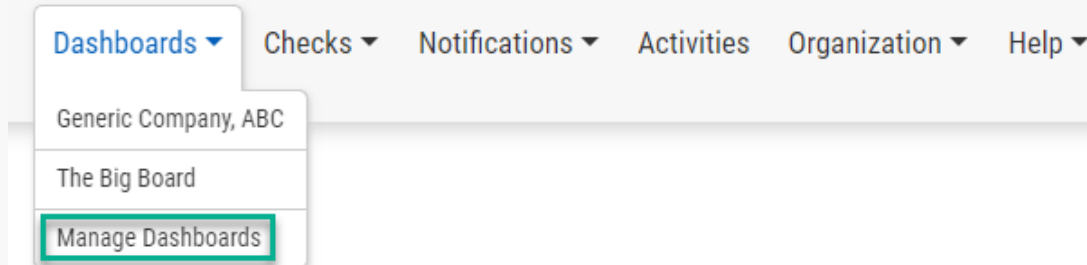 Dashboards Checks Notifications Activities Organization Help
Generic Company, ABC
The Big Board
Manage Dashboards